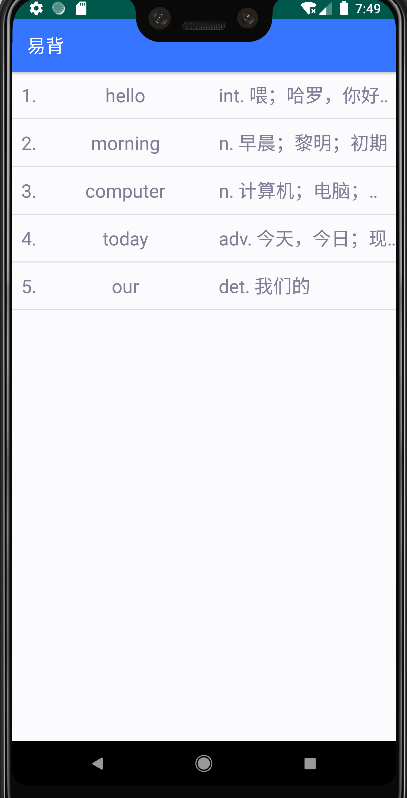 7:49
易背
1. hello int. 喂；哈罗，你好..
2. morning n. 早晨；黎明；初期
3. computer n. 计算机；电脑；..
4. today adv. 今天，今日；现..
5. our det. 我们的